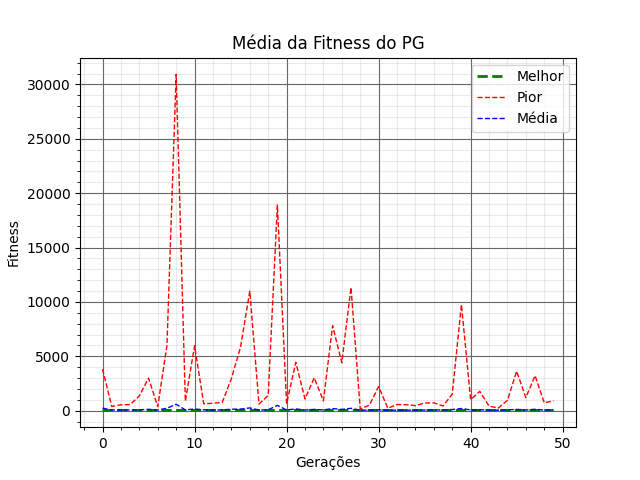 Média da Fitness do PG
Melhor
Pior
Média
30000
25000
20000
15000
10000
5000
0
Fitness
0 10 20 30 40 50
Gerações